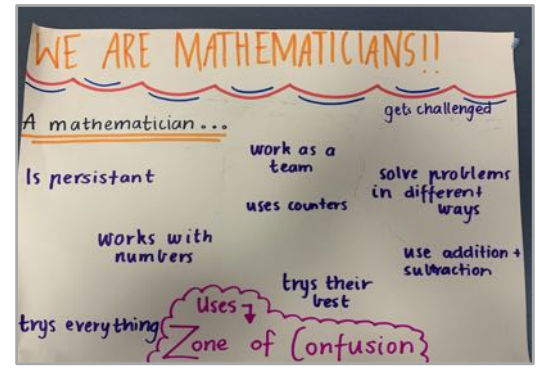 WE ARE MATHEMATICIANS!!
A mathematician...
gets challenged
work as a
team
Is persistant
solve problems
in different
ways
uses counters
works with
numbers
use addition +
subtraction
trys their
best
trys everything
Uses
Zone of Confusion